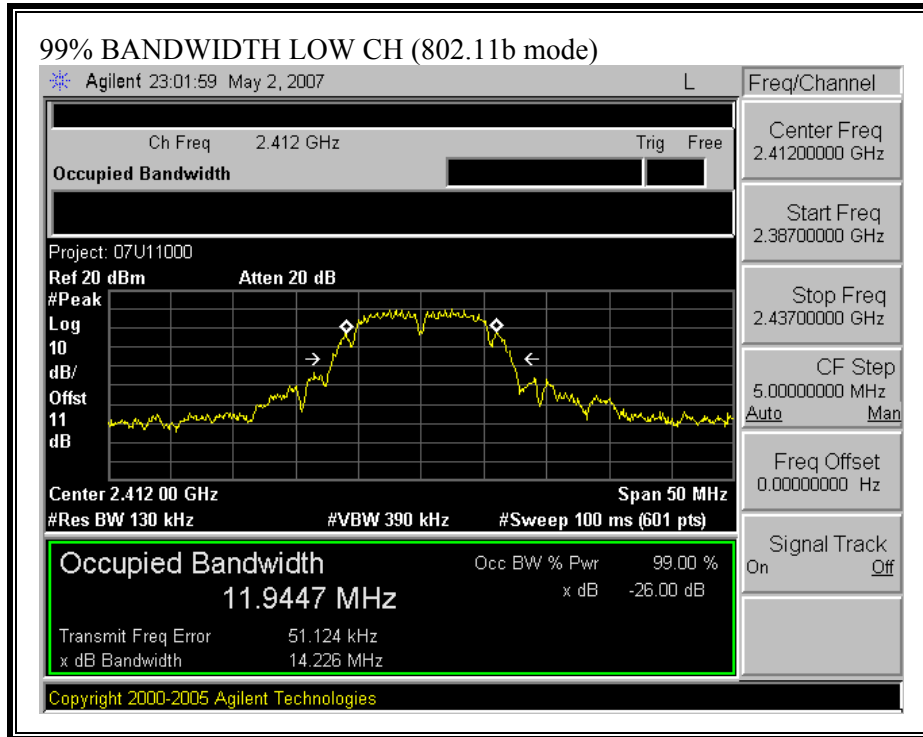 99% BANDWIDTH LOW CH (802.11b mode)
Agilent 23:01:59 May 2, 2007 L
Freq/Channel
Ch Freq 2.412 GHz Trig Free
Occupied Bandwidth
Center Freq
2.41200000 GHz
Start Freq
2.38700000 GHz
Stop Freq
2.43700000 GHz
CF Step
5.00000000 MHz
Auto Man
Freq Offset
0.00000000 Hz
Signal Track
On Off
Project: 07U11000
Ref 20 dBm Atten 20 dB
#Peak
Log
10
dB/
Offst
11
dB
Center 2.412 00 GHz Span 50 MHz
#Res BW 130 kHz #VBW 390 kHz #Sweep 100 ms (601 pts)
Occupied Bandwidth Occ BW % Pwr 99.00 %
11.9447 MHz x dB -26.00 dB
Transmit Freq Error 51.124 kHz
x dB Bandwidth 14.226 MHz
Copyright 2000-2005 Agilent Technologies